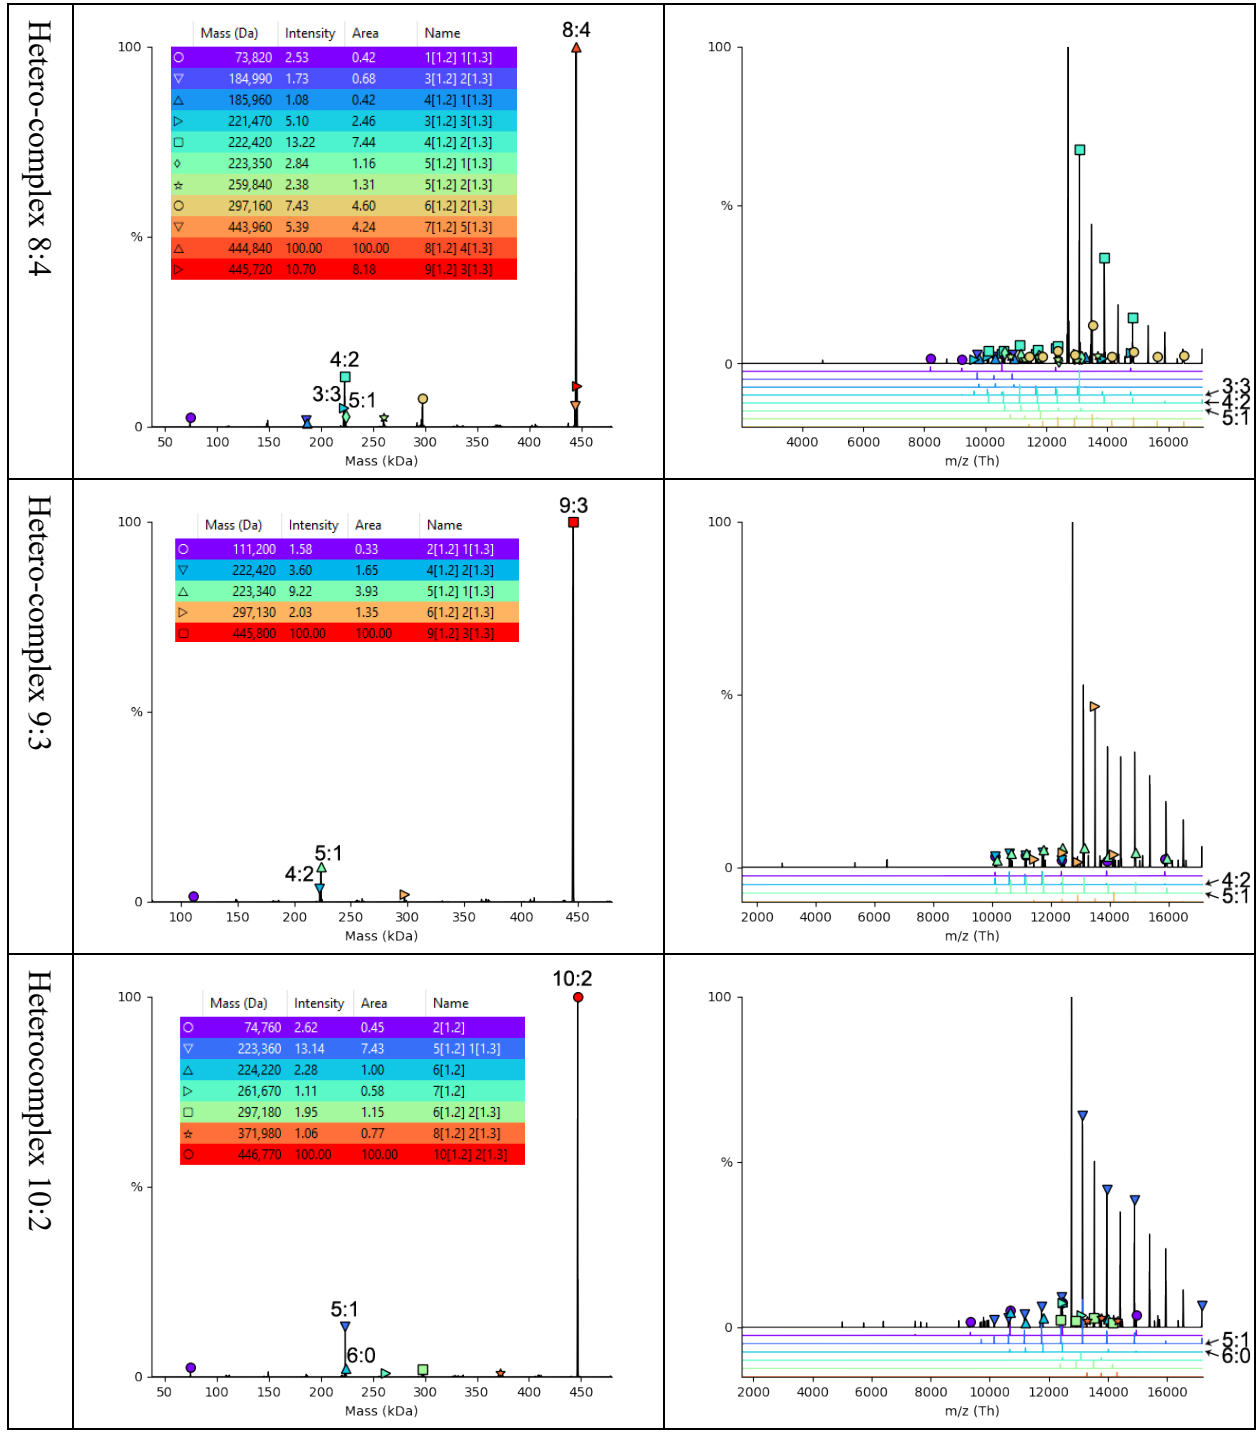 Hetero-complex 8:4
Mass (Da) Intensity Area Name
73,820 2.53 0.42 1[1.2] 1[1.3]
184,990 1.73 0.68 3[1.2] 2[1.3]
185,960 1.08 0.42 4[1.2] 1[1.3]
221,470 5.10 2.46 3[1.2] 3[1.3]
222,420 13.22 7.44 4[1.2] 2[1.3]
223,350 2.84 1.16 5[1.2] 1[1.3]
259,840 2.38 1.31 5[1.2] 2[1.3]
297,160 7.43 4.60 6[1.2] 2[1.3]
443,960 5.39 4.24 7[1.2] 5[1.3]
444,840 100.00 100.00 8[1.2] 4[1.3]
445,720 10.70 8.18 9[1.2] 3[1.3]
8:4
100
%
0
4:2
3:3
5:1
50 100 150 200 250 300 350 400 450
Mass (kDa)
100
%
0
3:3
4:2
5:1
4000 6000 8000 10000 12000 14000 16000
m/z (Th)
Hetero-complex 9:3
Mass (Da) Intensity Area Name
111,200 1.58 0.33 2[1.2] 1[1.3]
222,420 3.60 1.65 4[1.2] 2[1.3]
223,340 9.22 3.93 5[1.2] 1[1.3]
297,130 2.03 1.35 6[1.2] 2[1.3]
445,800 100.00 100.00 9[1.2] 3[1.3]
9:3
100
%
0
5:1
4:2
100 150 200 250 300 350 400 450
Mass (kDa)
100
%
0
4:2
5:1
2000 4000 6000 8000 10000 12000 14000 16000
m/z (Th)
Heterocomplex 10:2
Mass (Da) Intensity Area Name
74,760 2.62 0.45 2[1.2]
223,360 13.14 7.43 5[1.2] 1[1.3]
224,220 2.28 1.00 6[1.2]
261,670 1.11 0.58 7[1.2]
297,180 1.95 1.15 6[1.2] 2[1.3]
371,980 1.06 0.77 8[1.2] 2[1.3]
446,770 100.00 100.00 10[1.2] 2[1.3]
10:2
100
%
0
5:1
6:0
50 100 150 200 250 300 350 400 450
Mass (kDa)
100
%
0
5:1
6:0
2000 4000 6000 8000 10000 12000 14000 16000
m/z (Th)